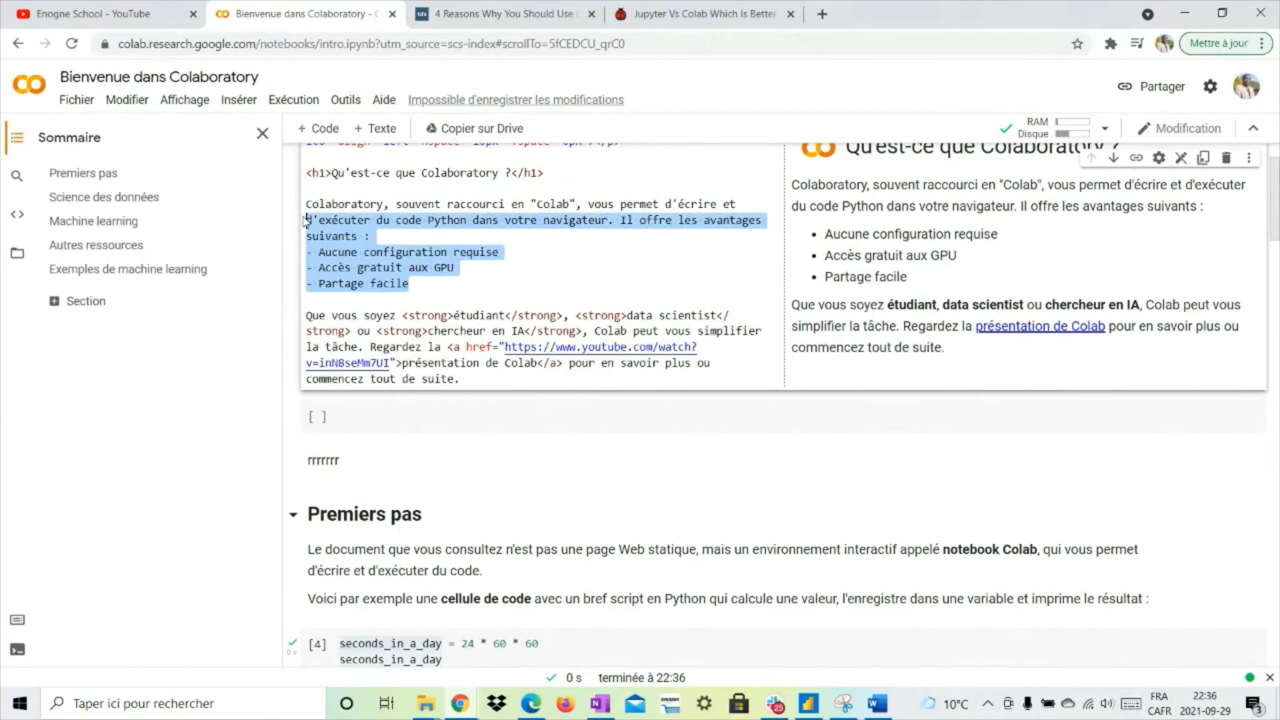 Enogne School - YouTube
Bienvenue dans Colaboratory - C
4 Reasons Why You Should Use
Jupyter Vs Colab Which Is Better
colab.research.google.com/notebooks/intro.ipynb?utm_source=scs-index#scrollTo=5fCEDCU_qrC0
Mettre à jour
Bienvenue dans Colaboratory
Fichier Modifier Affichage Insérer Exécution Outils Aide Impossible d'enregistrer les modifications
Partager
Sommaire
Premiers pas
Science des données
Machine learning
Autres ressources
Exemples de machine learning
Section
+ Code + Texte Copier sur Drive
RAM
Disque
Modification
<h1>Qu'est-ce que Colaboratory ?</h1>
Colaboratory, souvent raccourci en "Colab", vous permet d'écrire et
d'exécuter du code Python dans votre navigateur. Il offre les avantages
suivants :
- Aucune configuration requise
- Accès gratuit aux GPU
- Partage facile
Que vous soyez <strong>étudiant</strong>, <strong>data scientist</
strong> ou <strong>chercheur en IA</strong>, Colab peut vous simplifier
la tâche. Regardez la <a href="https://www.youtube.com/watch?
v=inN8seMm7UI">présentation de Colab</a> pour en savoir plus ou
commencez tout de suite.
Qu'est-ce que Colaboratory ?
Colaboratory, souvent raccourci en "Colab", vous permet d'écrire et d'exécuter
du code Python dans votre navigateur. Il offre les avantages suivants :
• Aucune configuration requise
• Accès gratuit aux GPU
• Partage facile
Que vous soyez étudiant, data scientist ou chercheur en IA, Colab peut vous
simplifier la tâche. Regardez la présentation de Colab pour en savoir plus ou
commencez tout de suite.
[ ]
rrrrrrr
Premiers pas
Le document que vous consultez n'est pas une page Web statique, mais un environnement interactif appelé notebook Colab, qui vous permet
d'écrire et d'exécuter du code.
Voici par exemple une cellule de code avec un bref script en Python qui calcule une valeur, l'enregistre dans une variable et imprime le résultat :
0 s
[4] seconds_in_a_day = 24 * 60 * 60
seconds_in_a_day
0 s terminée à 22:36
Taper ici pour rechercher
25
10°C
FRA
CAFR
22:36
2021-09-29
3